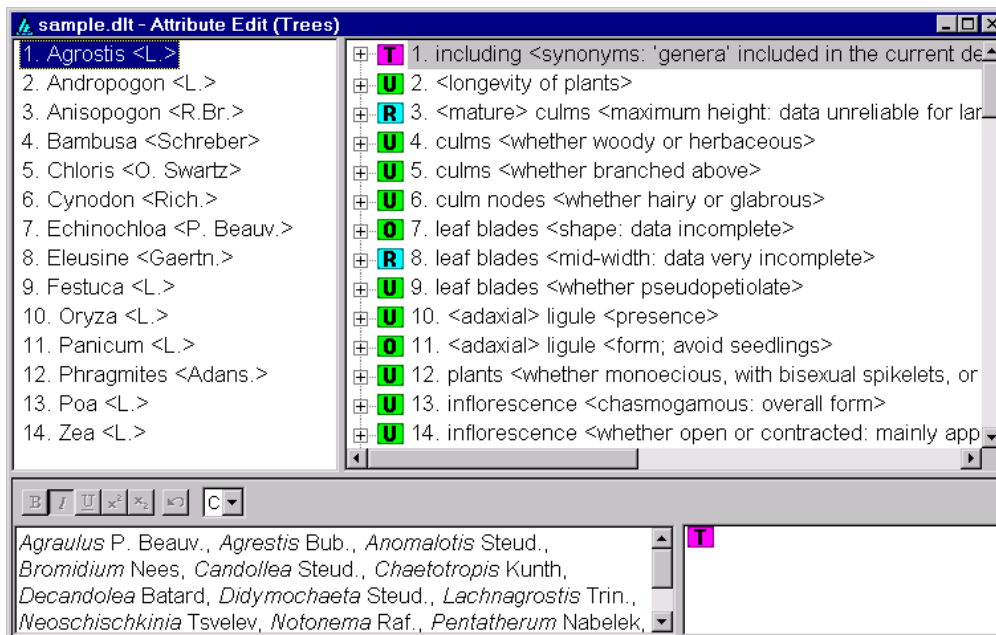 sample.dlt - Attribute Edit (Trees)
1. Agrostis <L.>
2. Andropogon <L.>
3. Anisopogon <R.Br.>
4. Bambusa <Schreber>
5. Chloris <O. Swartz>
6. Cynodon <Rich.>
7. Echinochloa <P. Beauv.>
8. Eleusine <Gaertn.>
9. Festuca <L.>
10. Oryza <L.>
11. Panicum <L.>
12. Phragmites <Adans.>
13. Poa <L.>
14. Zea <L.>
T 1. including <synonyms: 'genera' included in the current de
U 2. <longevity of plants>
R 3. <mature> culms <maximum height: data unreliable for lar
U 4. culms <whether woody or herbaceous>
U 5. culms <whether branched above>
U 6. culm nodes <whether hairy or glabrous>
O 7. leaf blades <shape: data incomplete>
R 8. leaf blades <mid-width: data very incomplete>
U 9. leaf blades <whether pseudopetiolate>
U 10. <adaxial> ligule <presence>
O 11. <adaxial> ligule <form; avoid seedlings>
U 12. plants <whether monoecious, with bisexual spikelets, or
U 13. inflorescence <chasmogamous: overall form>
U 14. inflorescence <whether open or contracted: mainly app
B I U x² x₂ C
Agraulus P. Beauv., Agrestis Bub., Anomalotis Steud.,
Bromidium Nees, Candollea Steud., Chaetotropis Kunth,
Decandolea Batard, Didymochaeta Steud., Lachnagrostis Trin.,
Neoschischkinia Tsvelev, Notonema Raf., Pentatherum Nabelek,
T